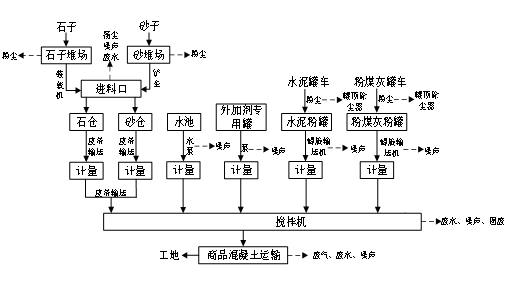 石子
砂子
扬尘
噪声
废水
粉尘
石子堆场
砂堆场
粉尘
装载机
铲车
进料口
水泥罐车
粉煤灰罐车
粉尘
罐顶除尘器
粉尘
罐顶除尘器
石仓
砂仓
水池
外加剂专用罐
水泥粉罐
粉煤灰粉罐
皮带输送
皮带输送
水泵
噪声
泵
噪声
螺旋输送机
噪声
螺旋输送机
噪声
计量
计量
计量
计量
计量
计量
皮带输送
搅拌机
废水、噪声、固废
工地
商品混凝土运输
废气、废水、噪声